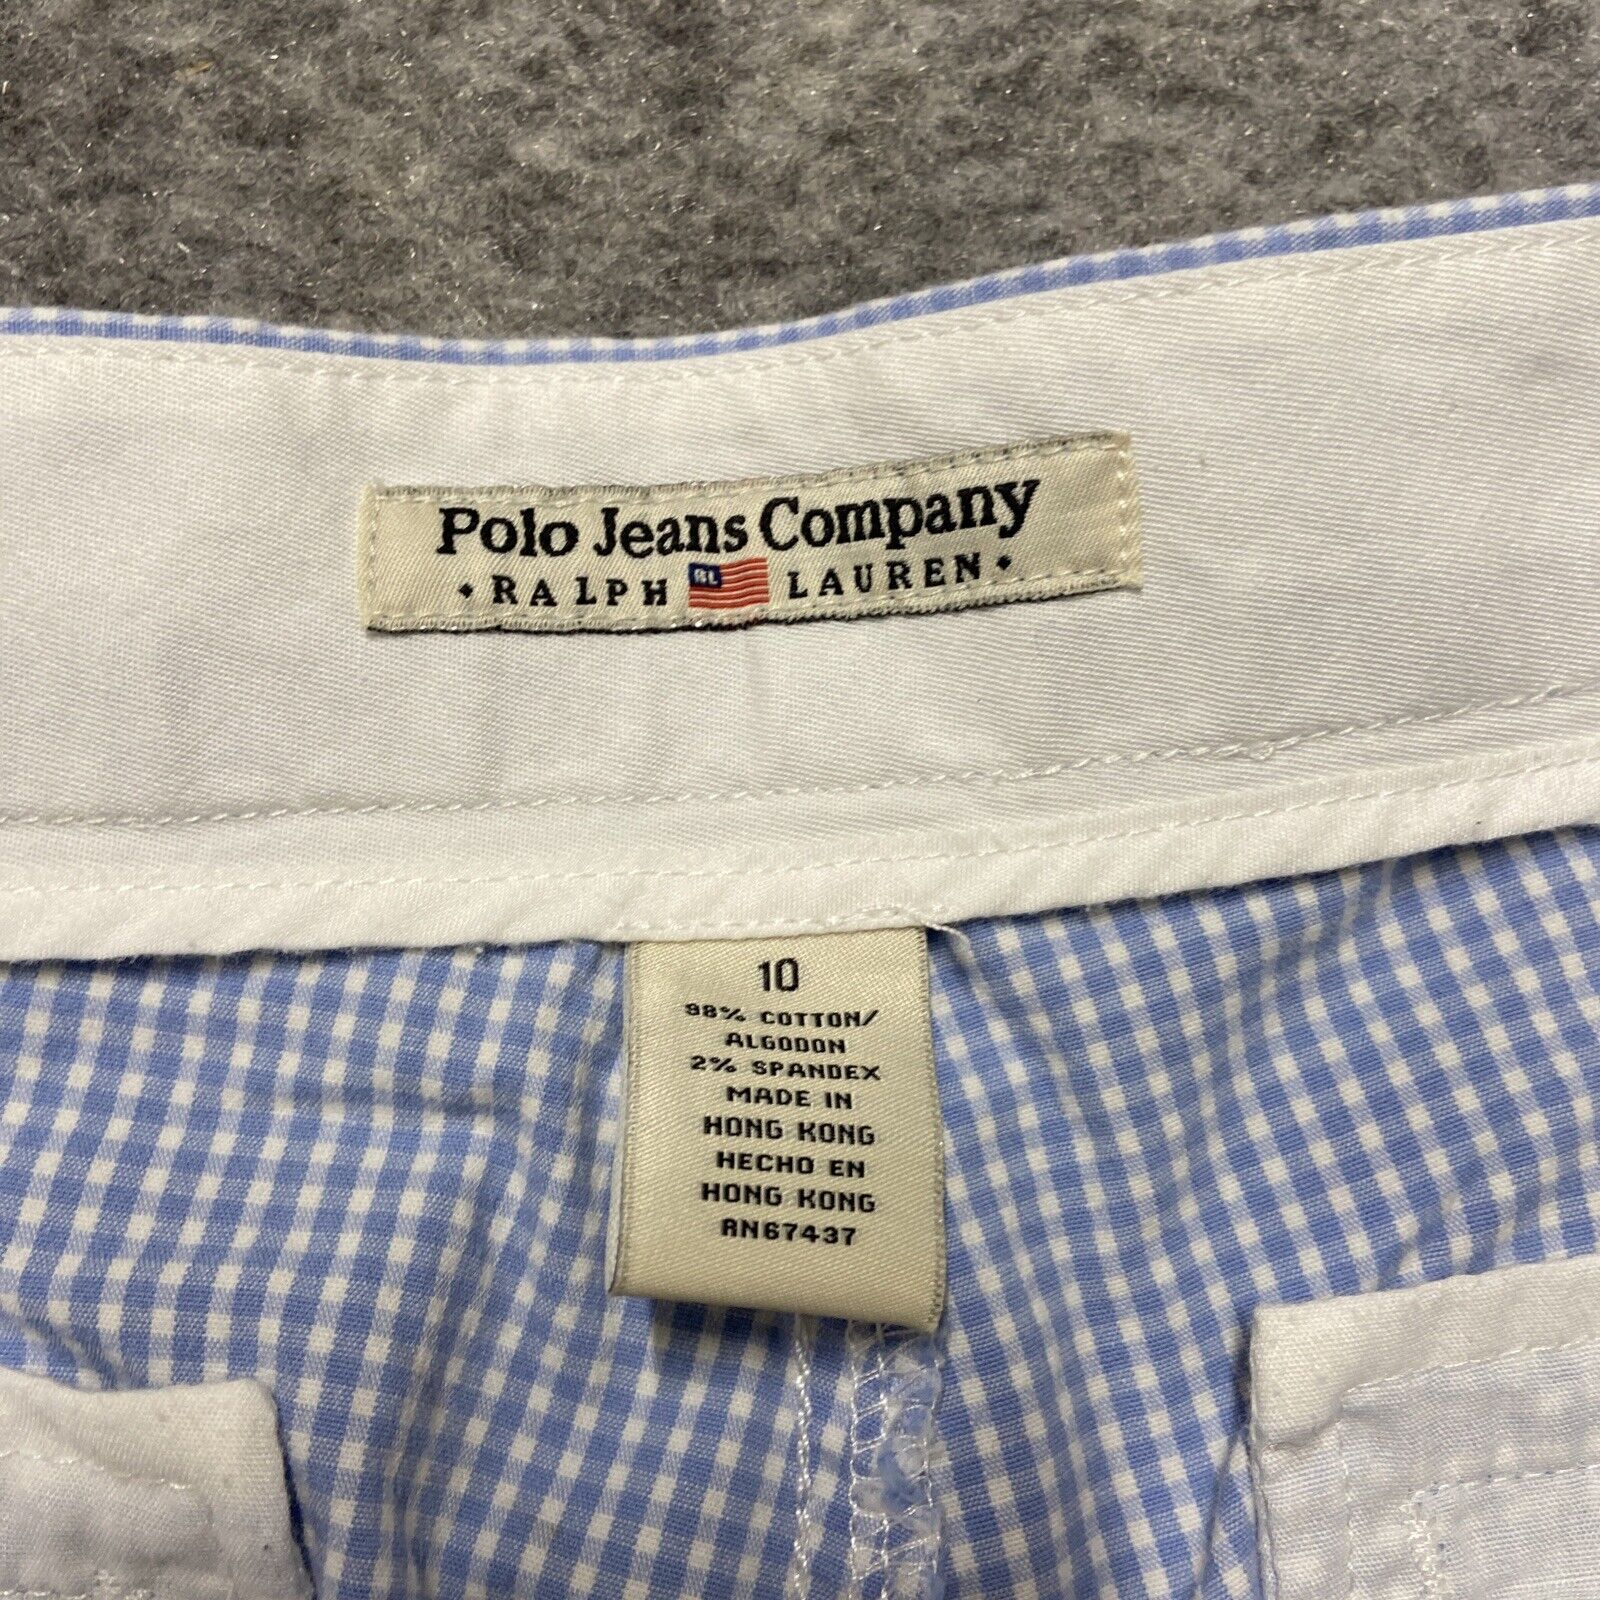 Polo Jeans Company
• RALPH RL LAUREN •
10
98% COTTON/
ALGODON
2% SPANDEX
MADE IN
HONG KONG
HECHO EN
HONG KONG
RN67437